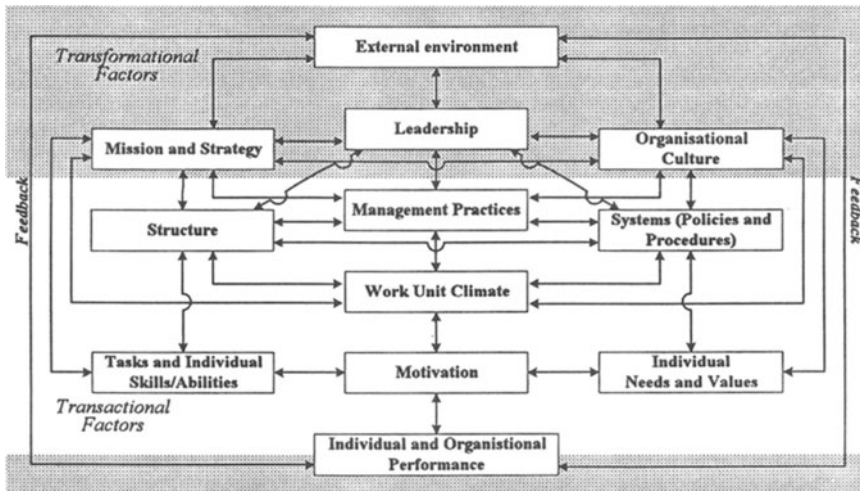 External environment
Transformational
Factors
Leadership
Mission and Strategy
Organisational
Culture
Feedback
Feedback
Management Practices
Structure
Systems (Policies and
Procedures)
Work Unit Climate
Tasks and Individual
Skills/Abilities
Motivation
Individual
Needs and Values
Transactional
Factors
Individual and Organistional
Performance